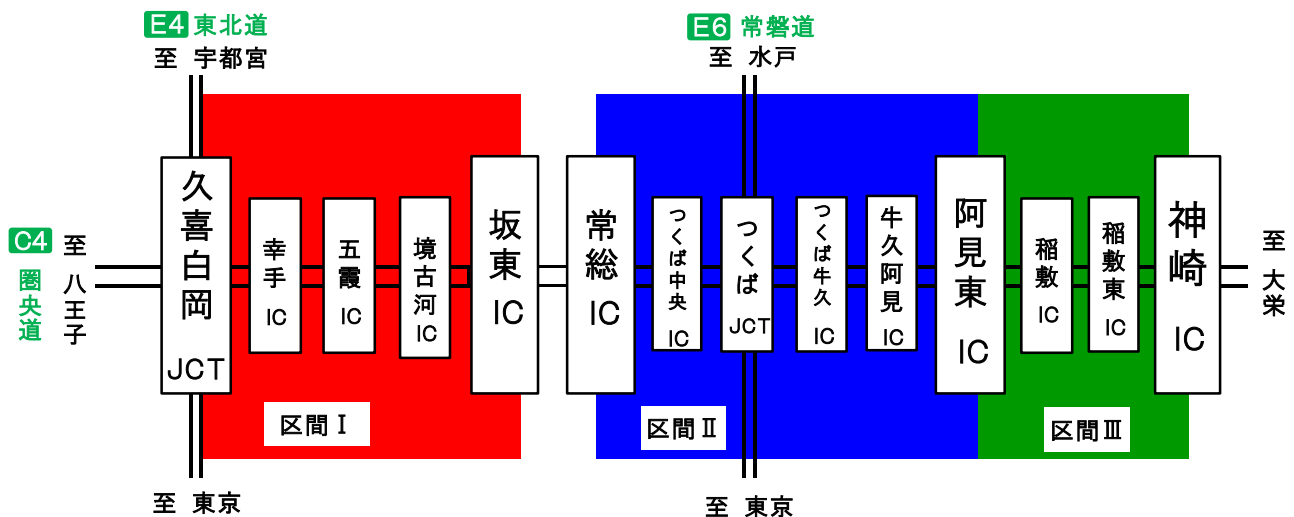 E4 東北道
至 宇都宮
E6 常磐道
至 水戸
C4
圏央道
至 八王子
久喜白岡
JCT
幸手
IC
五霞
IC
境古河
IC
坂東
IC
常総
IC
つくば中央
IC
つくば
JCT
つくば牛久
IC
牛久阿見
IC
阿見東
IC
稲敷
IC
稲敷東
IC
神崎
IC
至 大栄
区間Ⅰ
区間Ⅱ
区間Ⅲ
至 東京
至 東京